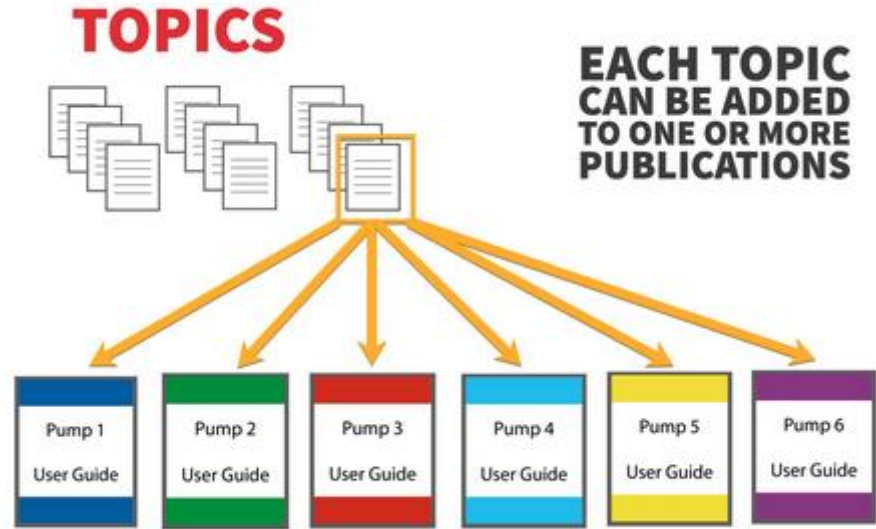 TOPICS
EACH TOPIC
CAN BE ADDED
TO ONE OR MORE
PUBLICATIONS
Pump 1
User Guide
Pump 2
User Guide
Pump 3
User Guide
Pump 4
User Guide
Pump 5
User Guide
Pump 6
User Guide